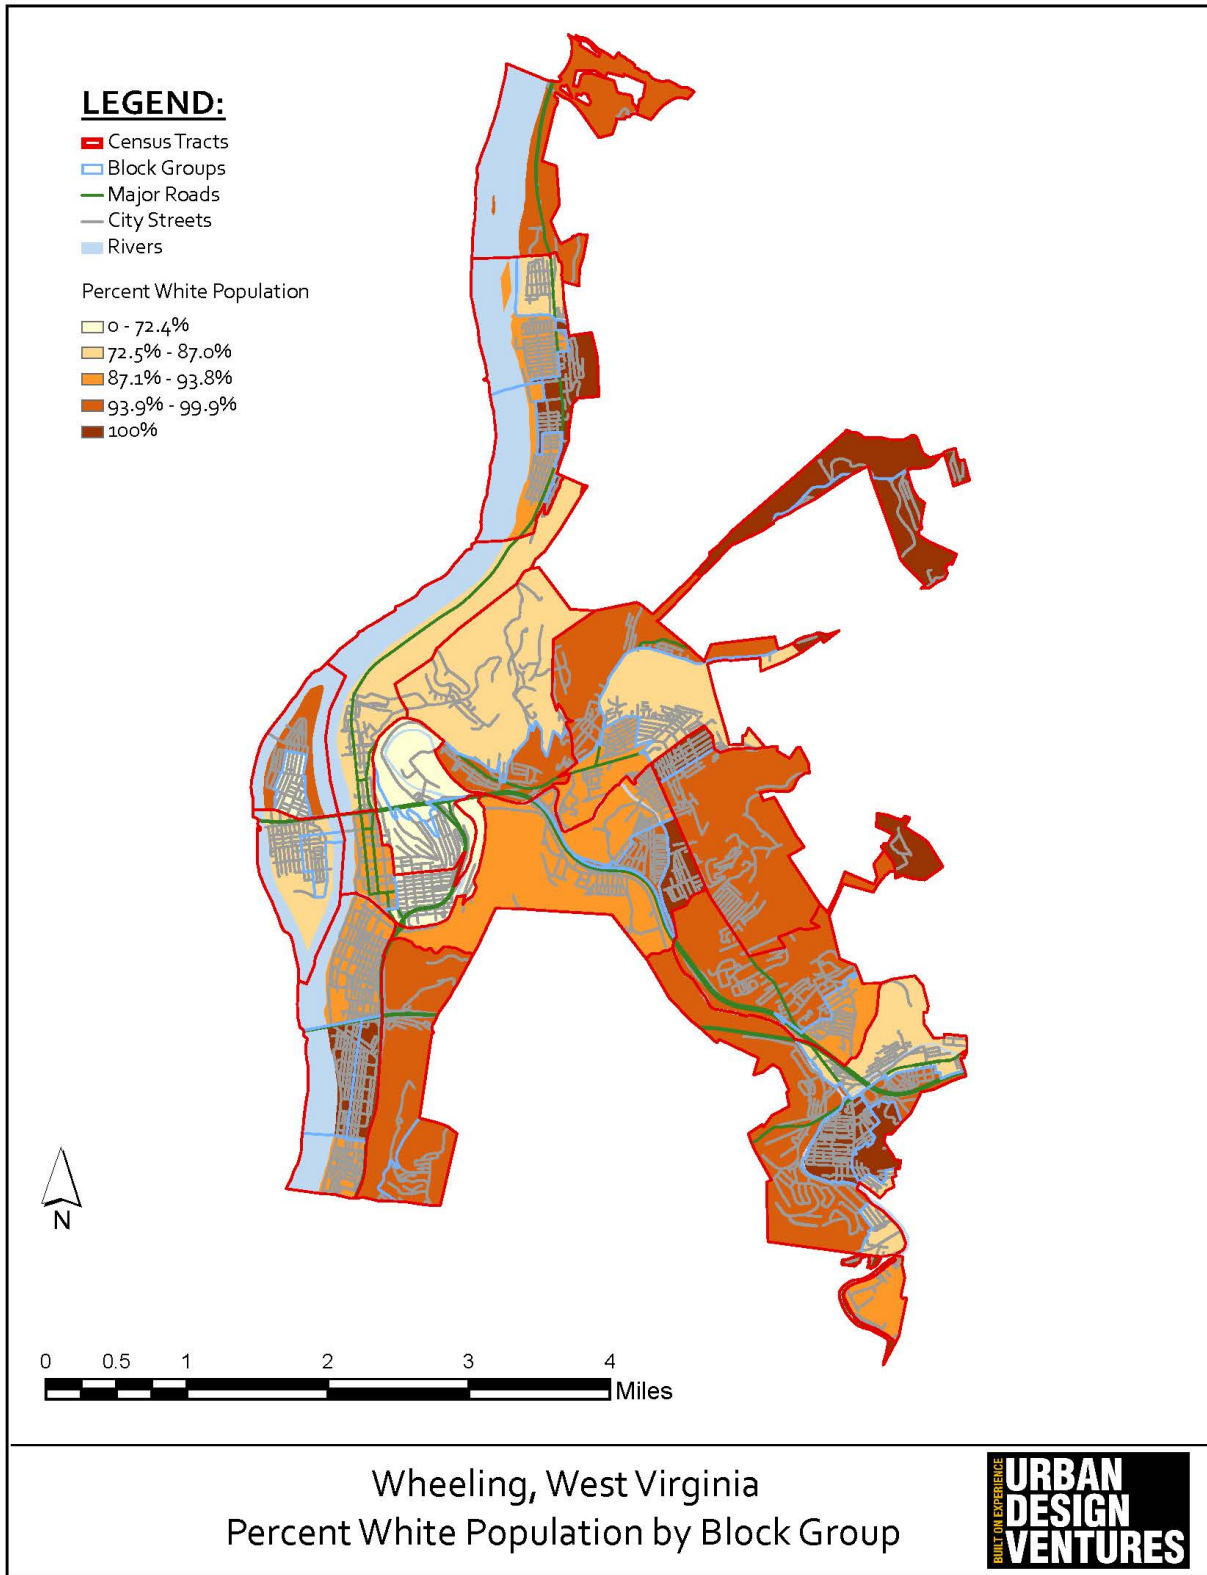 LEGEND:
Census Tracts
Block Groups
Major Roads
City Streets
Rivers
Percent White Population
0 - 72.4%
72.5% - 87.0%
87.1% - 93.8%
93.9% - 99.9%
100%
N
0 0.5 1 2 3 4
Miles
Wheeling, West Virginia
Percent White Population by Block Group
BUILT ON EXPERIENCE
URBAN
DESIGN
VENTURES